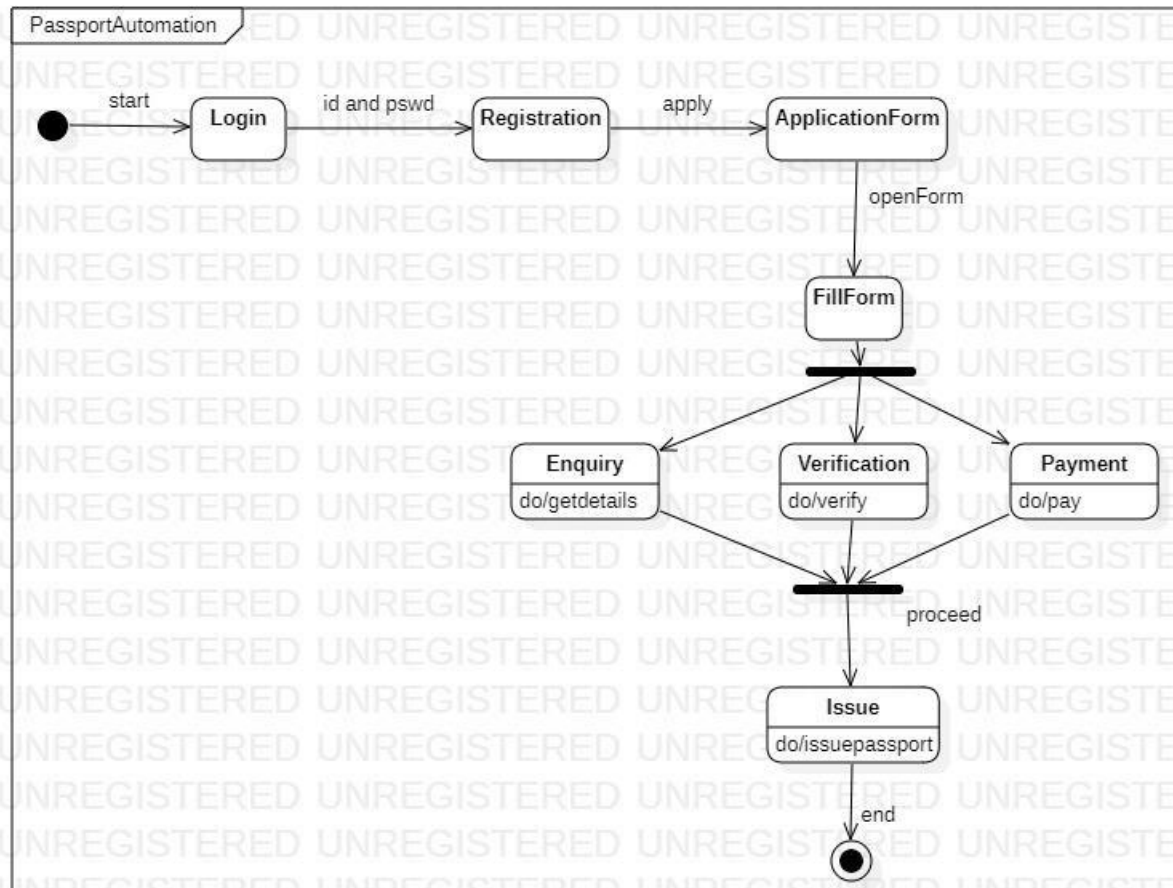 PassportAutomation
start
id and pswd
apply
Login
Registration
ApplicationForm
openForm
FillForm
Enquiry
do/getdetails
Verification
do/verify
Payment
do/pay
proceed
Issue
do/issuepassport
end
UNREGISTERED